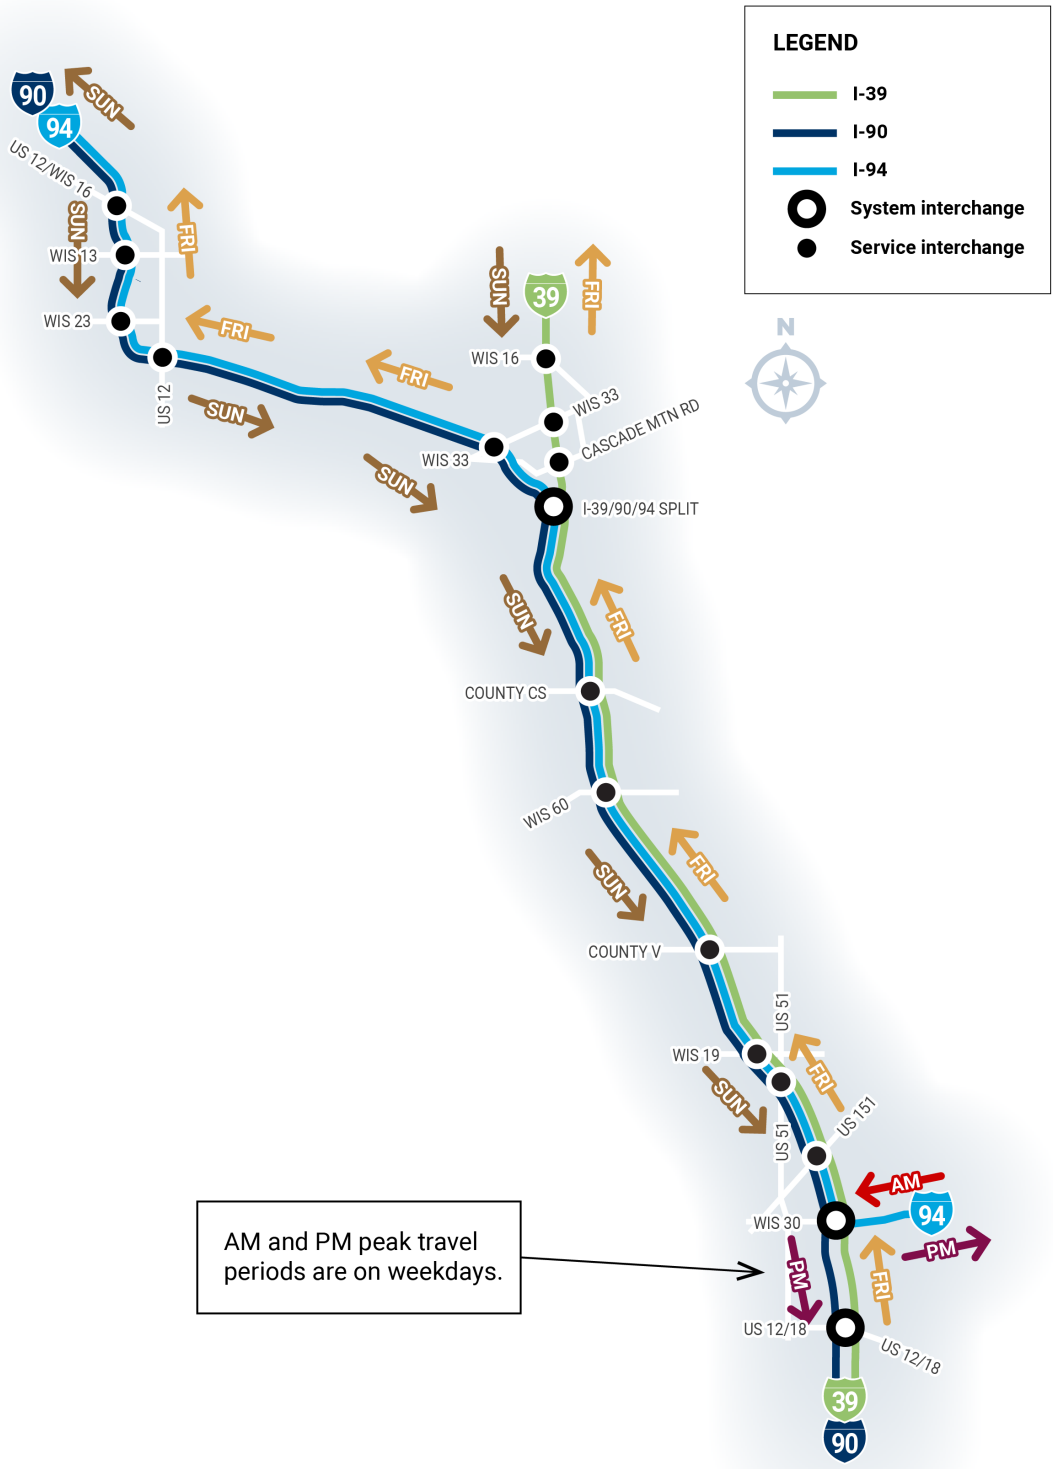 LEGEND
I-39
I-90
I-94
System interchange
Service interchange
N
90
94
SUN
US 12/WIS 16
SUN
FRI
WIS 13
WIS 23
FRI
US 12
SUN
FRI
SUN
39
FRI
WIS 16
WIS 33
CASCADE MTN RD
WIS 33
SUN
I-39/90/94 SPLIT
SUN
FRI
COUNTY CS
WIS 60
SUN
FRI
COUNTY V
US 51
WIS 19
FRI
SUN
US 51
US 151
AM
94
WIS 30
PM
PM
FRI
US 12/18
US 12/18
AM and PM peak travel
periods are on weekdays.
39
90